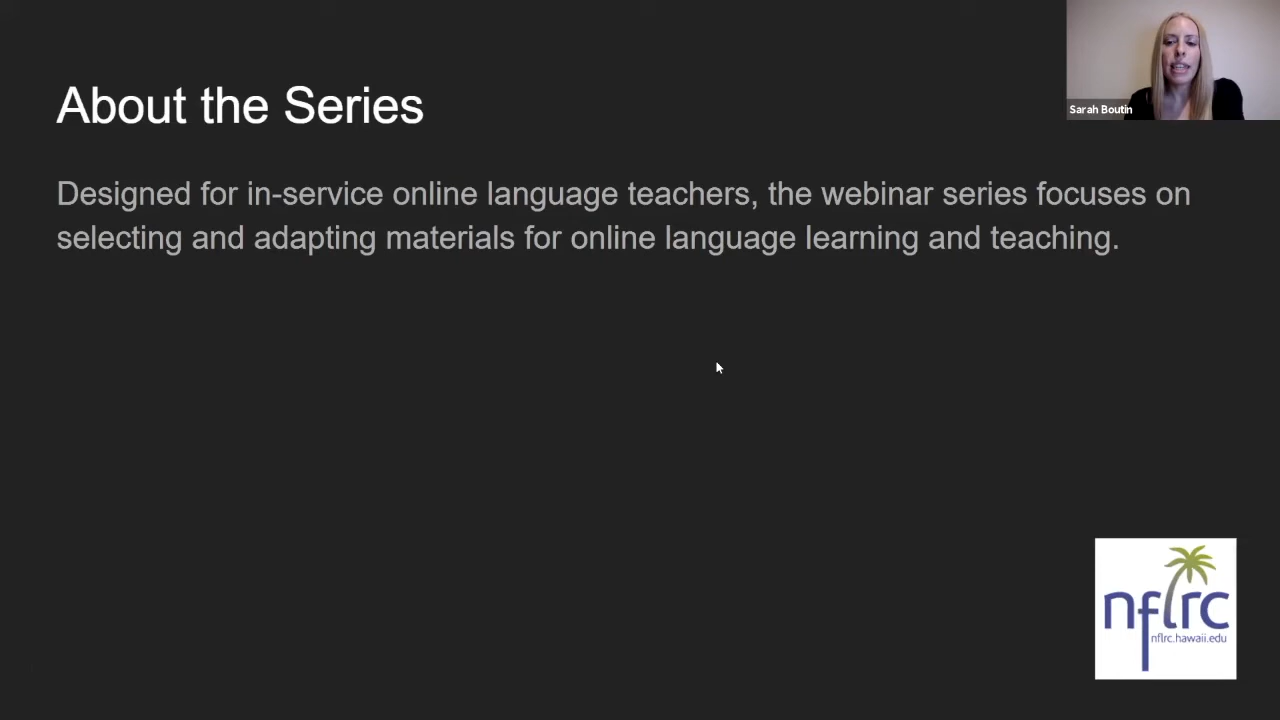 Sarah Boutin
About the Series
Designed for in-service online language teachers, the webinar series focuses on
selecting and adapting materials for online language learning and teaching.
nflrc
nflrc.hawaii.edu